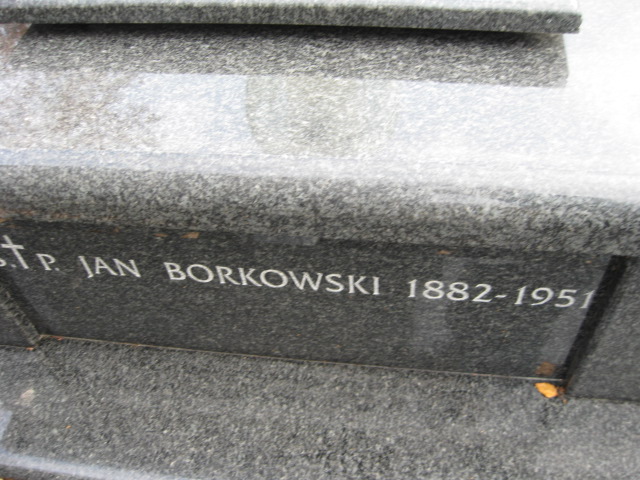 Ś.†P. JAN BORKOWSKI 1882-1951